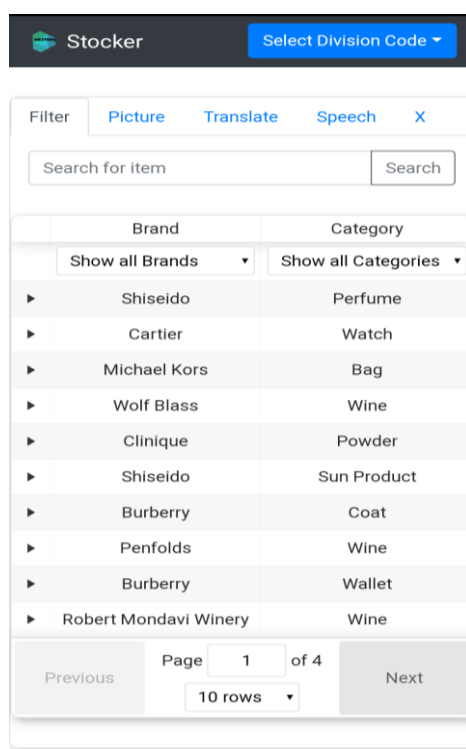 Stocker Select Division Code
Filter Picture Translate Speech X
Search for item Search
Brand Category
Show all Brands Show all Categories
Shiseido Perfume
Cartier Watch
Michael Kors Bag
Wolf Blass Wine
Clinique Powder
Shiseido Sun Product
Burberry Coat
Penfolds Wine
Burberry Wallet
Robert Mondavi Winery Wine
Previous Page 1 of 4 Next
10 rows